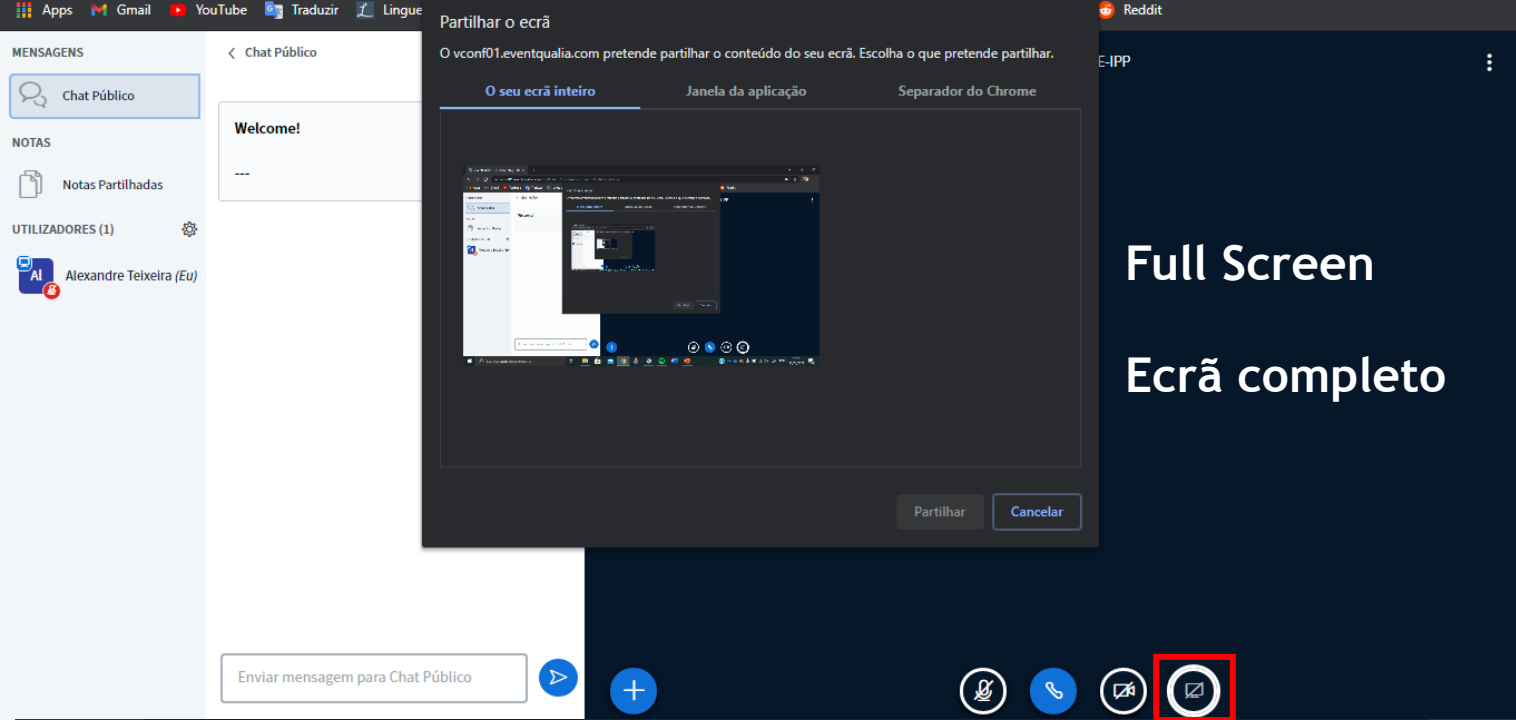 Apps Gmail YouTube Traduzir Lingue
Reddit
MENSAGENS
Chat Público
NOTAS
Notas Partilhadas
UTILIZADORES (1)
Al
Alexandre Teixeira (Eu)
Chat Público
Welcome!
---
Enviar mensagem para Chat Público
Partilhar o ecrã
O vconf01.eventqualia.com pretende partilhar o conteúdo do seu ecrã. Escolha o que pretende partilhar.
O seu ecrã inteiro Janela da aplicação Separador do Chrome
Partilhar Cancelar
E-IPP
Full Screen
Ecrã completo